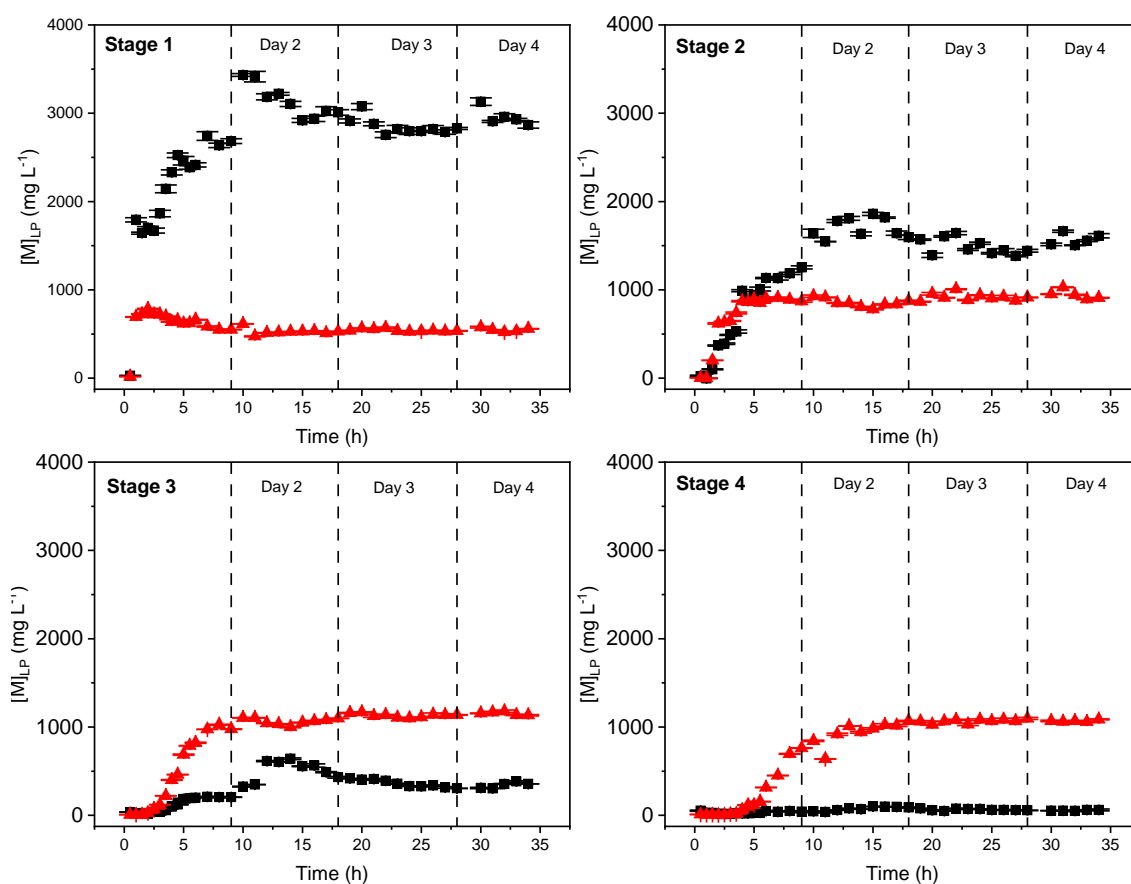 4000
3000
2000
1000
0
[M]LP (mg L-1)
Stage 1
Day 2
Day 3
Day 4
0 5 10 15 20 25 30 35
Time (h)
4000
3000
2000
1000
0
[M]LP (mg L-1)
Stage 2
Day 2
Day 3
Day 4
0 5 10 15 20 25 30 35
Time (h)
4000
3000
2000
1000
0
[M]LP (mg L-1)
Stage 3
Day 2
Day 3
Day 4
0 5 10 15 20 25 30 35
Time (h)
4000
3000
2000
1000
0
[M]LP (mg L-1)
Stage 4
Day 2
Day 3
Day 4
0 5 10 15 20 25 30 35
Time (h)